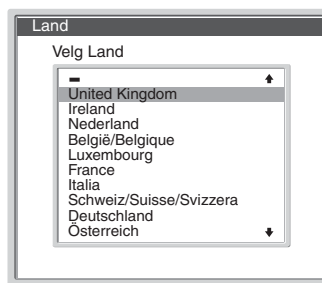 Land
Velg Land
–
United Kingdom
Ireland
Nederland
België/Belgique
Luxembourg
France
Italia
Schweiz/Suisse/Svizzera
Deutschland
Österreich